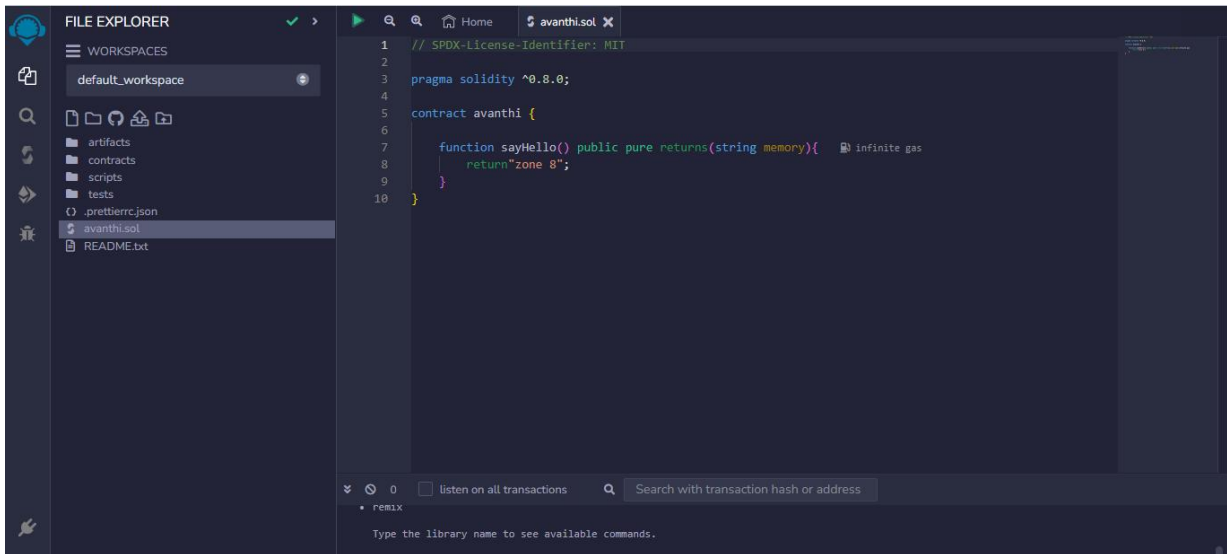 FILE EXPLORER
WORKSPACES
default_workspace
artifacts
contracts
scripts
tests
.prettierrc.json
avanthi.sol
README.txt
Home avanthi.sol
1 // SPDX-License-Identifier: MIT
2
3 pragma solidity ^0.8.0;
4
5 contract avanthi {
6
7 function sayHello() public pure returns(string memory){ infinite gas
8 return"zone 8";
9 }
10 }
0 listen on all transactions Search with transaction hash or address
remix
Type the library name to see available commands.